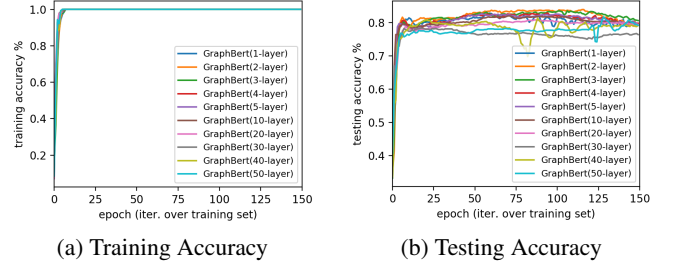 1.0
0.8
0.6
0.4
0.2
training accuracy %
GraphBert(1-layer)
GraphBert(2-layer)
GraphBert(3-layer)
GraphBert(4-layer)
GraphBert(5-layer)
GraphBert(10-layer)
GraphBert(20-layer)
GraphBert(30-layer)
GraphBert(40-layer)
GraphBert(50-layer)
0 25 50 75 100 125 150
epoch (iter. over training set)
(a) Training Accuracy
0.8
0.7
0.6
0.5
0.4
testing accuracy %
GraphBert(1-layer)
GraphBert(2-layer)
GraphBert(3-layer)
GraphBert(4-layer)
GraphBert(5-layer)
GraphBert(10-layer)
GraphBert(20-layer)
GraphBert(30-layer)
GraphBert(40-layer)
GraphBert(50-layer)
0 25 50 75 100 125 150
epoch (iter. over training set)
(b) Testing Accuracy